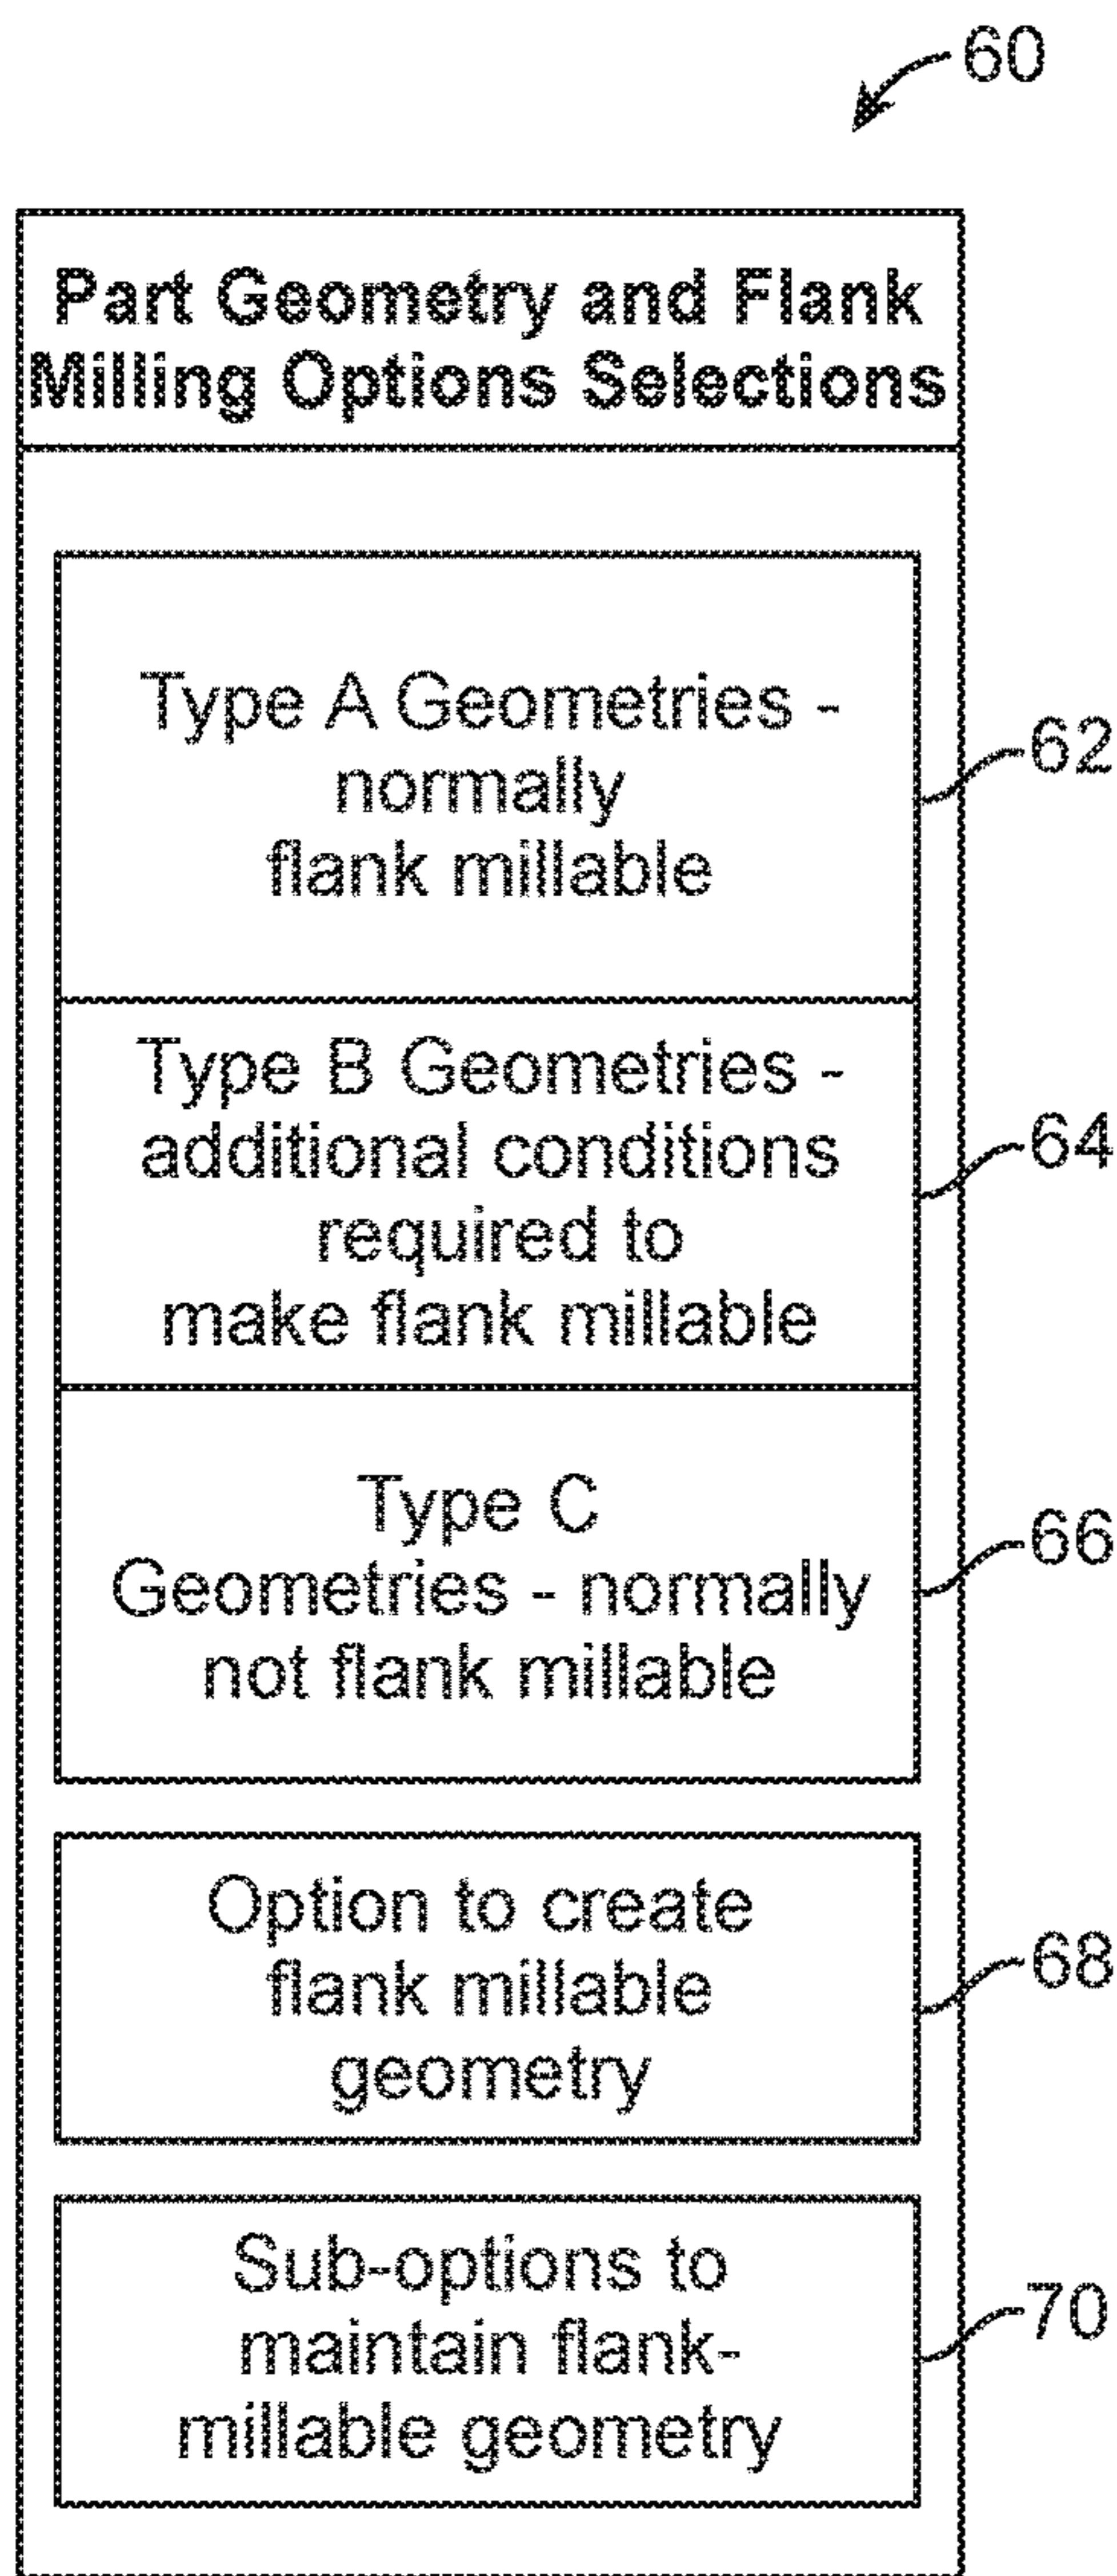 60
Part Geometry and Flank
Milling Options Selections
Type A Geometries -
normally
flank millable
62
Type B Geometries -
additional conditions
required to
make flank millable
64
Type C
Geometries - normally
not flank millable
66
Option to create
flank millable
geometry
68
Sub-options to
maintain flank-
millable geometry
70